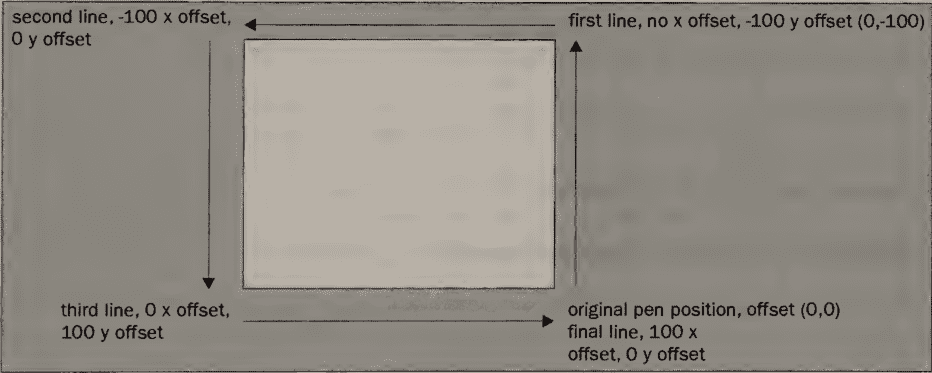 second line, -100 x offset,
0 y offset
first line, no x offset, -100 y offset (0,-100)
third line, 0 x offset,
100 y offset
original pen position, offset (0,0)
final line, 100 x
offset, 0 y offset